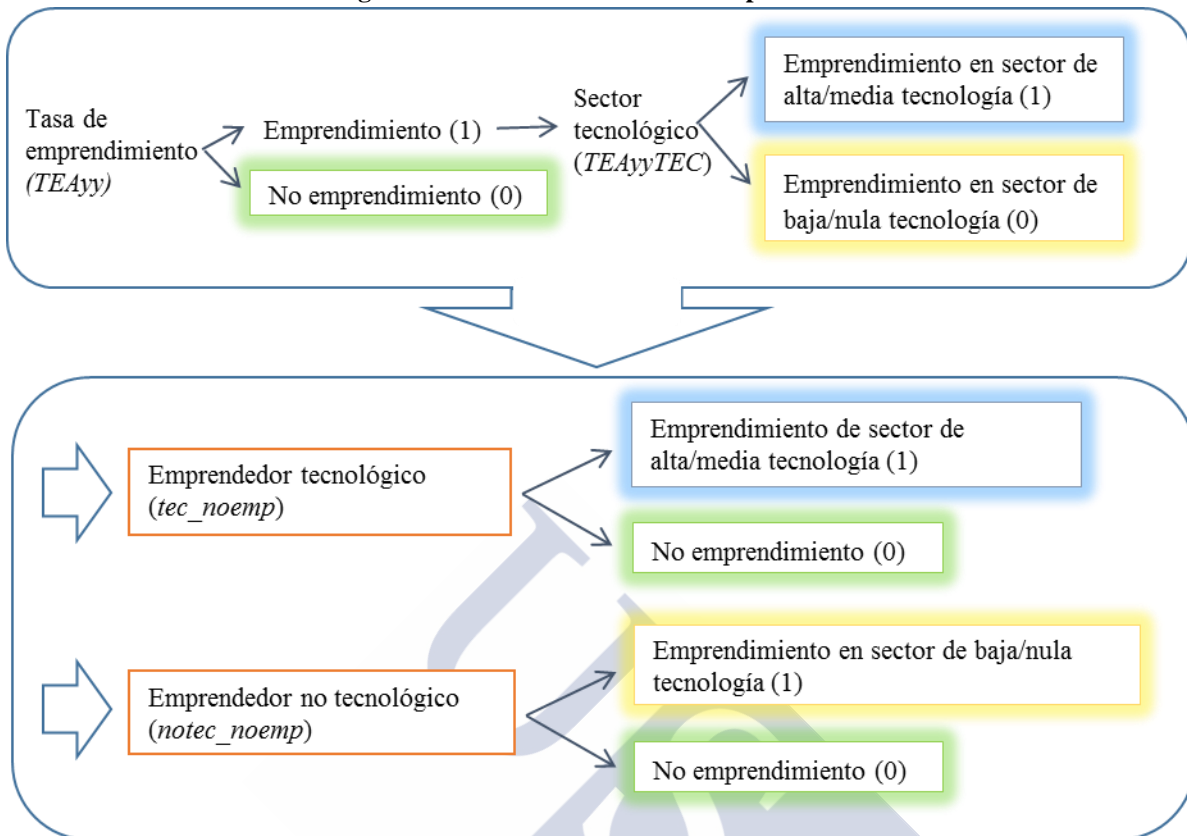 Tasa de
emprendimiento
(TEAyy)
Emprendimiento (1)
No emprendimiento (0)
Sector
tecnológico
(TEAyyTEC)
Emprendimiento en sector de
alta/media tecnología (1)
Emprendimiento en sector de
baja/nula tecnología (0)
Emprendedor tecnológico
(tec_noemp)
Emprendimiento de sector de
alta/media tecnología (1)
No emprendimiento (0)
Emprendedor no tecnológico
(notec_noemp)
Emprendimiento en sector de baja/nula
tecnología (1)
No emprendimiento (0)